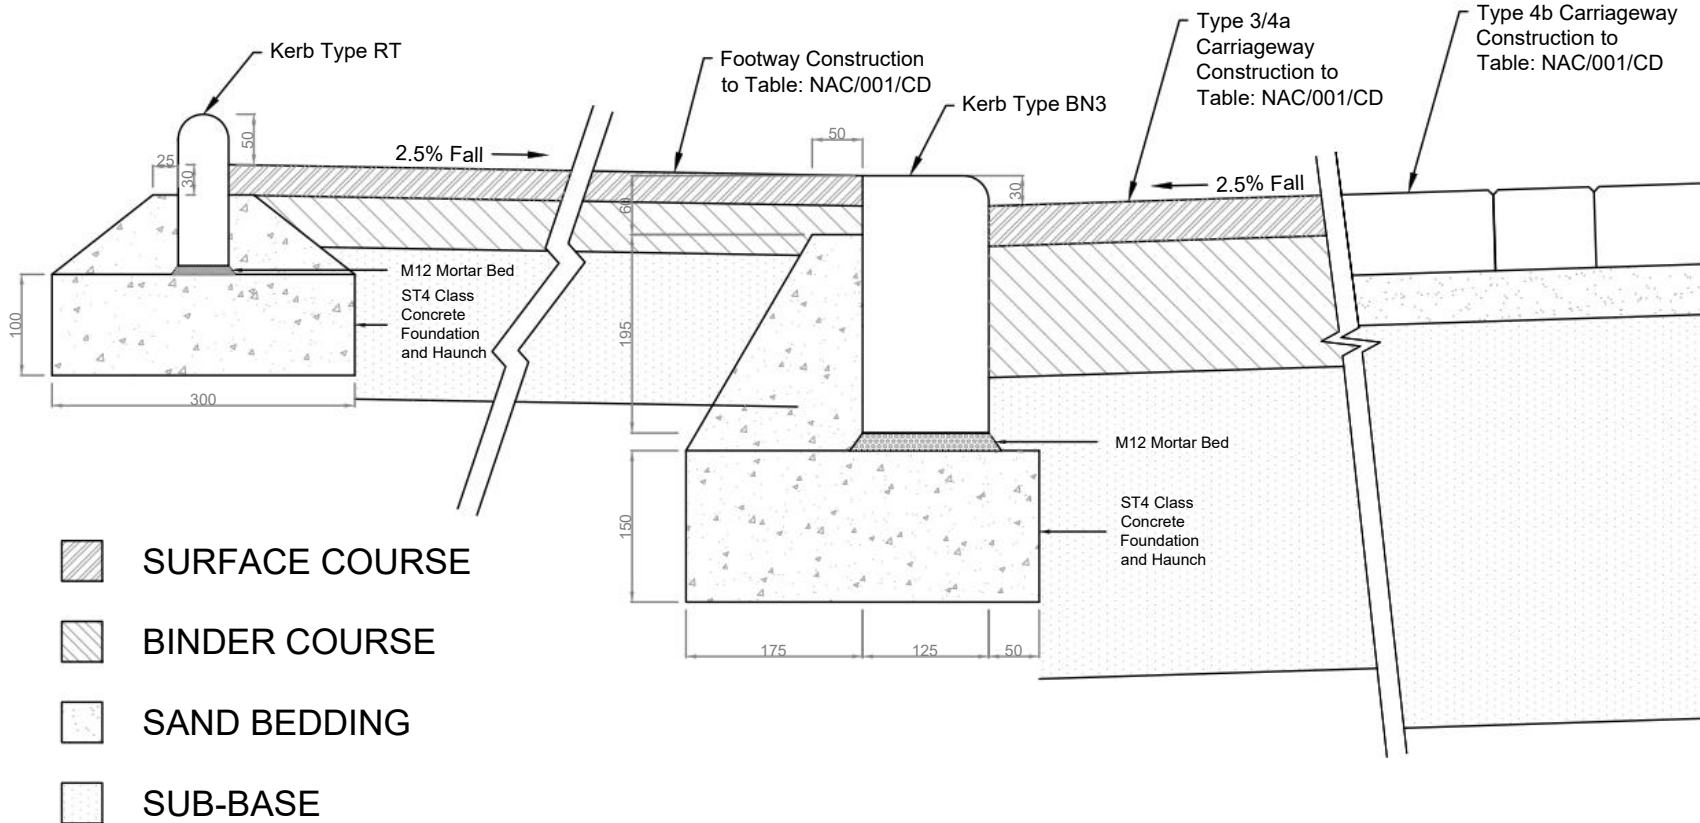 Kerb Type RT
Footway Construction
to Table: NAC/001/CD
Kerb Type BN3
Type 3/4a
Carriageway
Construction to
Table: NAC/001/CD
Type 4b Carriageway
Construction to
Table: NAC/001/CD
50
25
30
2.5% Fall
50
60
30
2.5% Fall
M12 Mortar Bed
ST4 Class
Concrete
Foundation
and Haunch
100
300
195
M12 Mortar Bed
150
ST4 Class
Concrete
Foundation
and Haunch
175
125
50
SURFACE COURSE
BINDER COURSE
SAND BEDDING
SUB-BASE